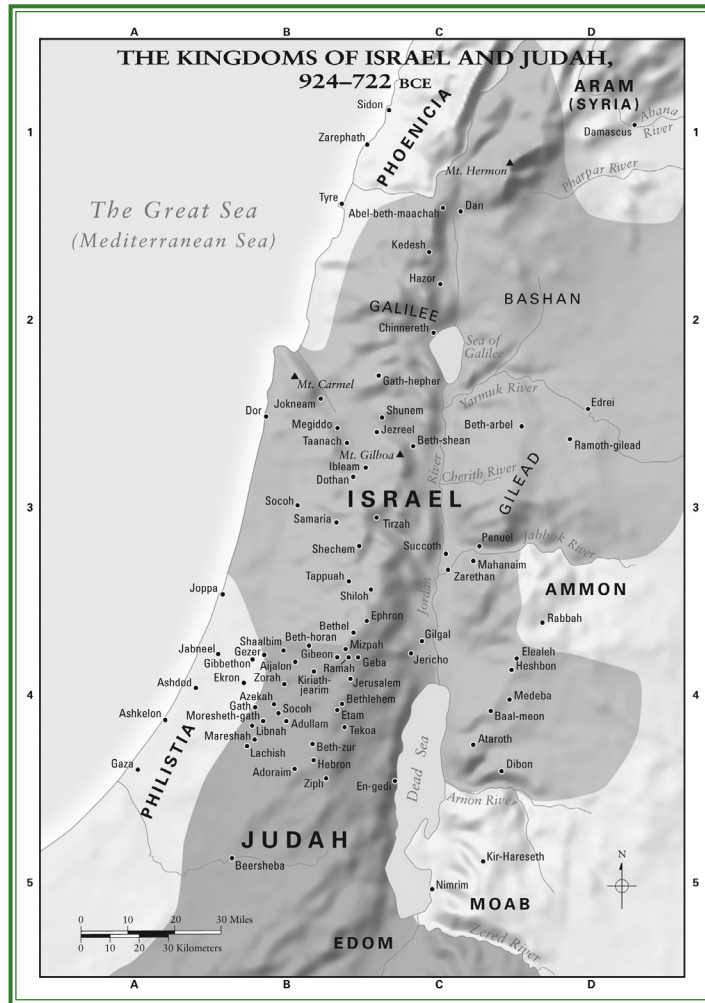 A B C D
THE KINGDOMS OF ISRAEL AND JUDAH,
924–722 BCE
ARAM
(SYRIA)
Sidon
PHOENICIA
Abana
River
Damascus
1
1
Zarephath
Mt. Hermon
Pharpar River
Tyre
The Great Sea
(Mediterranean Sea)
Abel-beth-maachah
Dan
Kedesh
Hazor
BASHAN
GALILEE
2
2
Chinnereth
Sea of
Galilee
Mt. Carmel
Gath-hepher
Yarmuk River
Jokneam
Dor
Shunem
Edrei
Megiddo
Jezreel
Beth-arbel
Taanach
Beth-shean
Ramoth-gilead
Mt. Gilboa
Ibleam
Dothan
River
Cherith River
GILEAD
ISRAEL
Socoh
3
3
Samaria
Tirzah
Penuel
Jabbok River
Shechem
Succoth
Mahanaim
Zarethan
Tappuah
AMMON
Joppa
Shiloh
Jordan
Ephron
Rabbah
Bethel
Gilgal
Shaalbim
Beth-horan
Mizpah
Jabneel
Gezer
Gibeon
Jericho
Elealeh
Gibbethon
Aijalon
Ramah
Geba
Heshbon
Ekron
Zorah
Kiriath-
jearim
Jerusalem
Ashdod
4
4
Azekah
Bethlehem
Medeba
Gath
Socoh
Etam
Baal-meon
Ashkelon
Moresheth-gath
Adullam
Tekoa
Libnah
Mareshah
Lachish
Beth-zur
Ataroth
PHILISTIA
Dead Sea
Gaza
Adoraim
Hebron
Dibon
Ziph
En-gedi
Arnon River
JUDAH
Kir-Hareseth
N
Beersheba
5
5
Nimrim
MOAB
0 10 20 30 Miles
EDOM
Zered River
0 10 20 30 Kilometers
A B C D